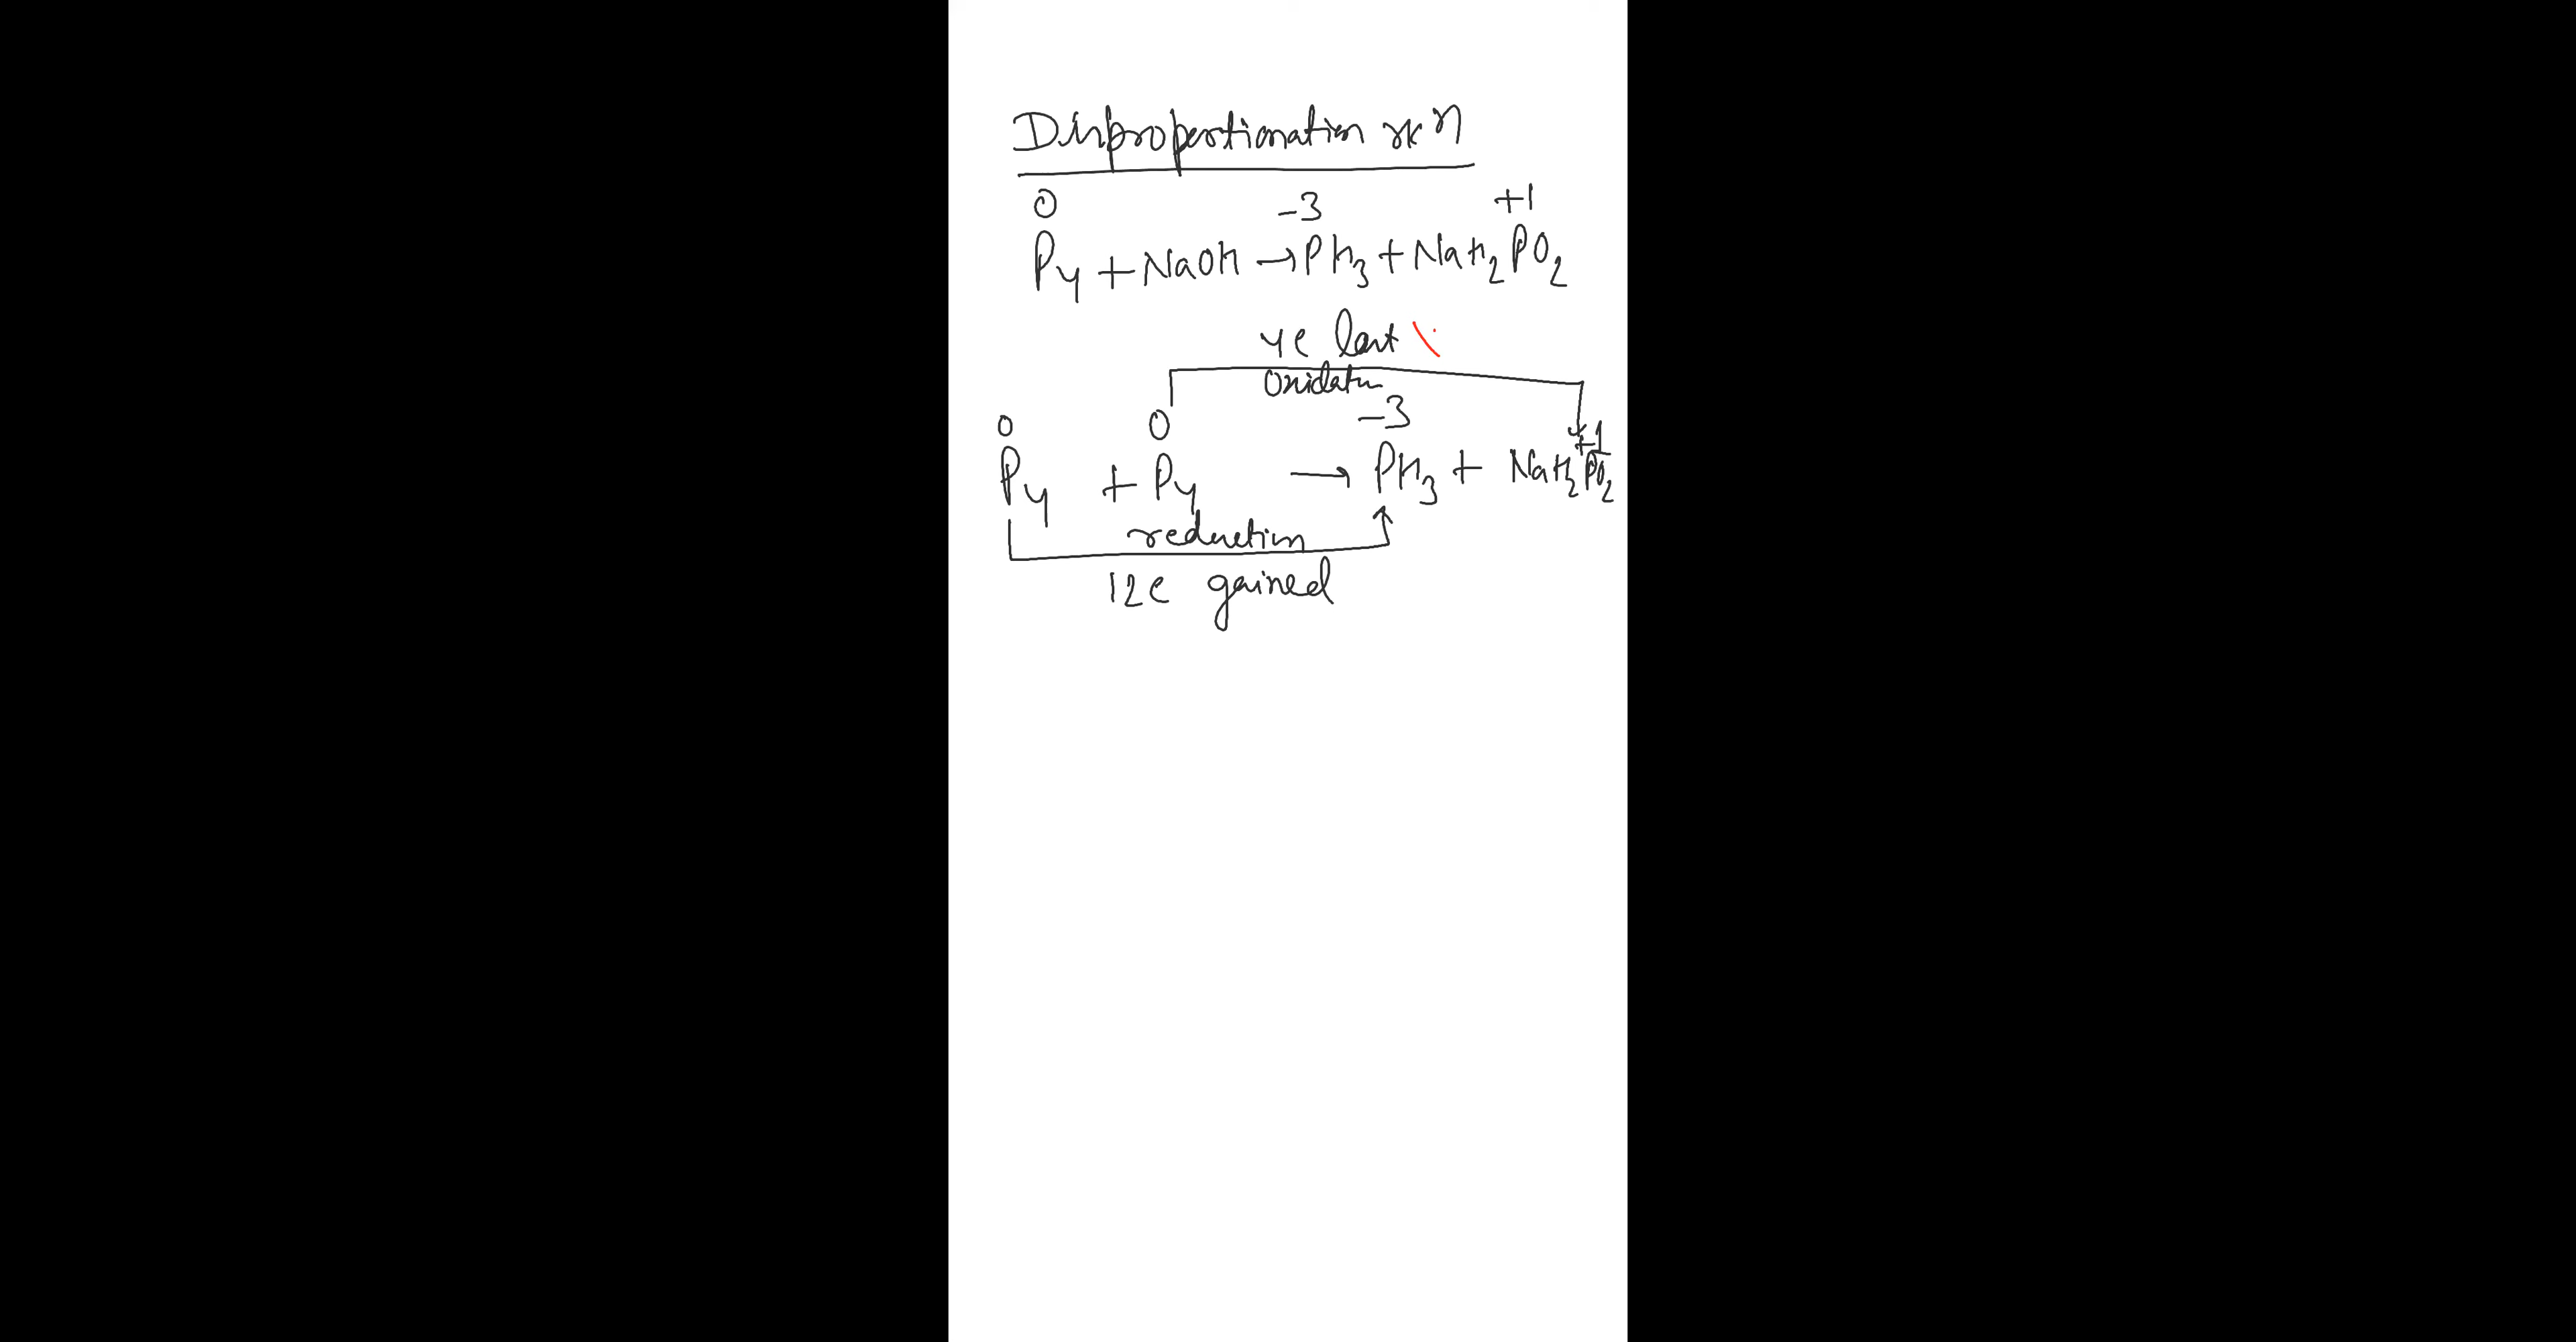 Disproportionation rxn
0 -3 +1
P4 + NaOH → PH3 + NaH2PO2
4e lost
Oxidatn
0 0 -3 +1
P4 + P4 → PH3 + NaH2PO2
reduction
12e gained